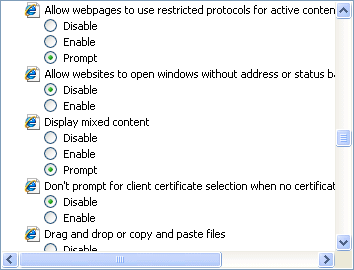 Allow webpages to use restricted protocols for active conten
Disable
Enable
Prompt
Allow websites to open windows without address or status ba
Disable
Enable
Display mixed content
Disable
Enable
Prompt
Don't prompt for client certificate selection when no certificat
Disable
Enable
Drag and drop or copy and paste files
Disable